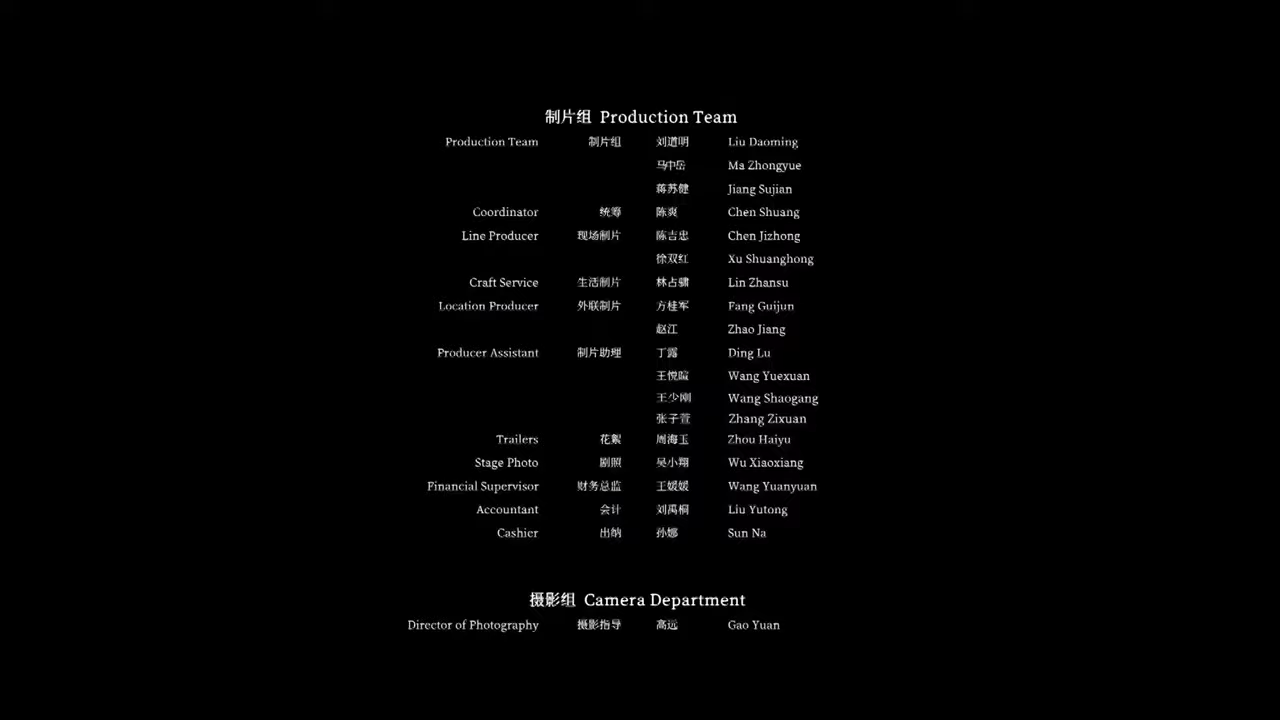 制片组 Production Team
Production Team 制片组 刘道明 Liu Daoming
马中岳 Ma Zhongyue
蒋苏健 Jiang Sujian
Coordinator 统筹 陈爽 Chen Shuang
Line Producer 现场制片 陈吉忠 Chen Jizhong
徐双红 Xu Shuanghong
Craft Service 生活制片 林占骕 Lin Zhansu
Location Producer 外联制片 方桂军 Fang Guijun
赵江 Zhao Jiang
Producer Assistant 制片助理 丁露 Ding Lu
王悦暄 Wang Yuexuan
王少刚 Wang Shaogang
张子萱 Zhang Zixuan
Trailers 花絮 周海玉 Zhou Haiyu
Stage Photo 剧照 吴小翔 Wu Xiaoxiang
Financial Supervisor 财务总监 王媛媛 Wang Yuanyuan
Accountant 会计 刘禹桐 Liu Yutong
Cashier 出纳 孙娜 Sun Na
摄影组 Camera Department
Director of Photography 摄影指导 高远 Gao Yuan